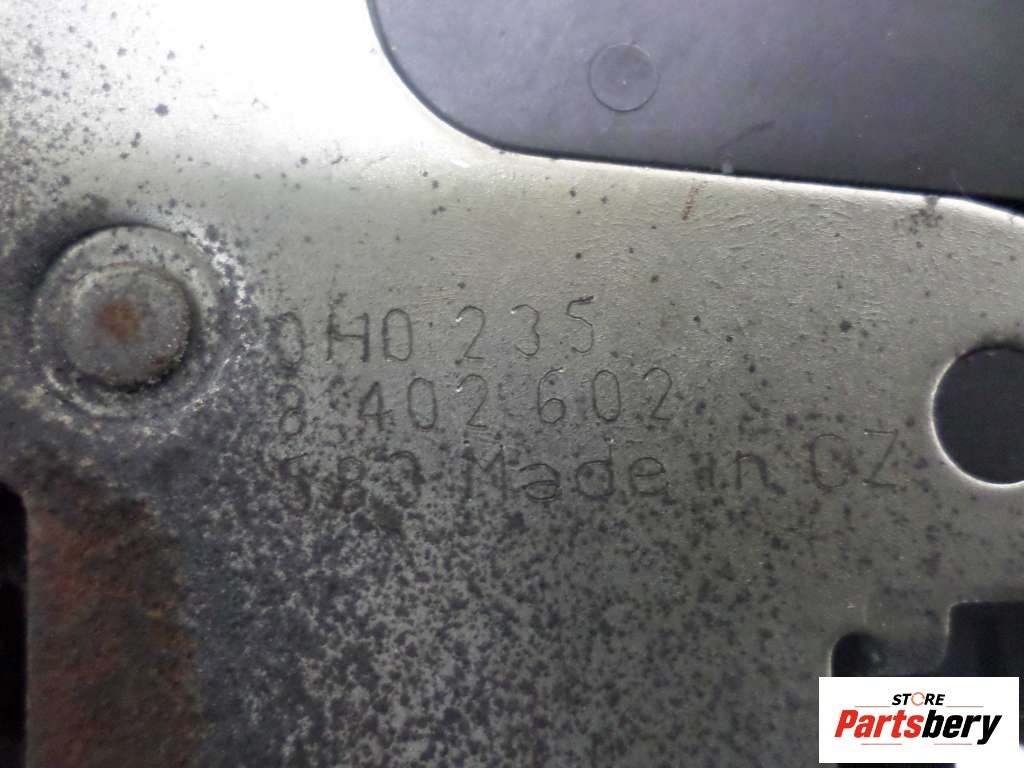 0H0 235
8 402 602
583 Made in CZ
STORE
Partsbery